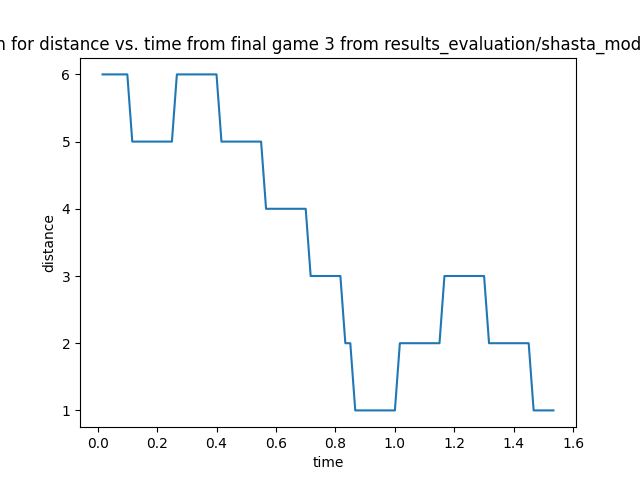 for distance vs. time from final game 3 from results_evaluation/shasta_mod
6
5
4
3
2
1
distance
0.0 0.2 0.4 0.6 0.8 1.0 1.2 1.4 1.6
time